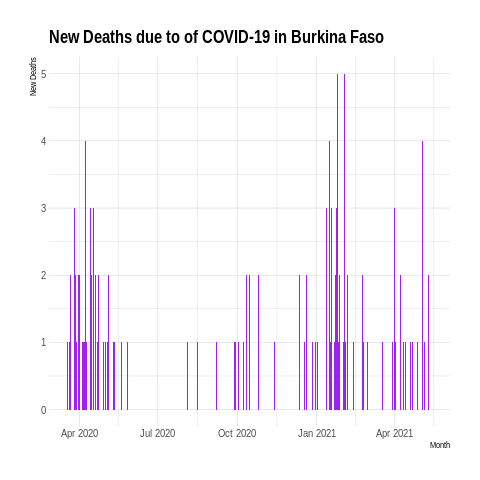 New Deaths due to of COVID-19 in Burkina Faso
New Deaths
5
4
3
2
1
0
Apr 2020 Jul 2020 Oct 2020 Jan 2021 Apr 2021
Month